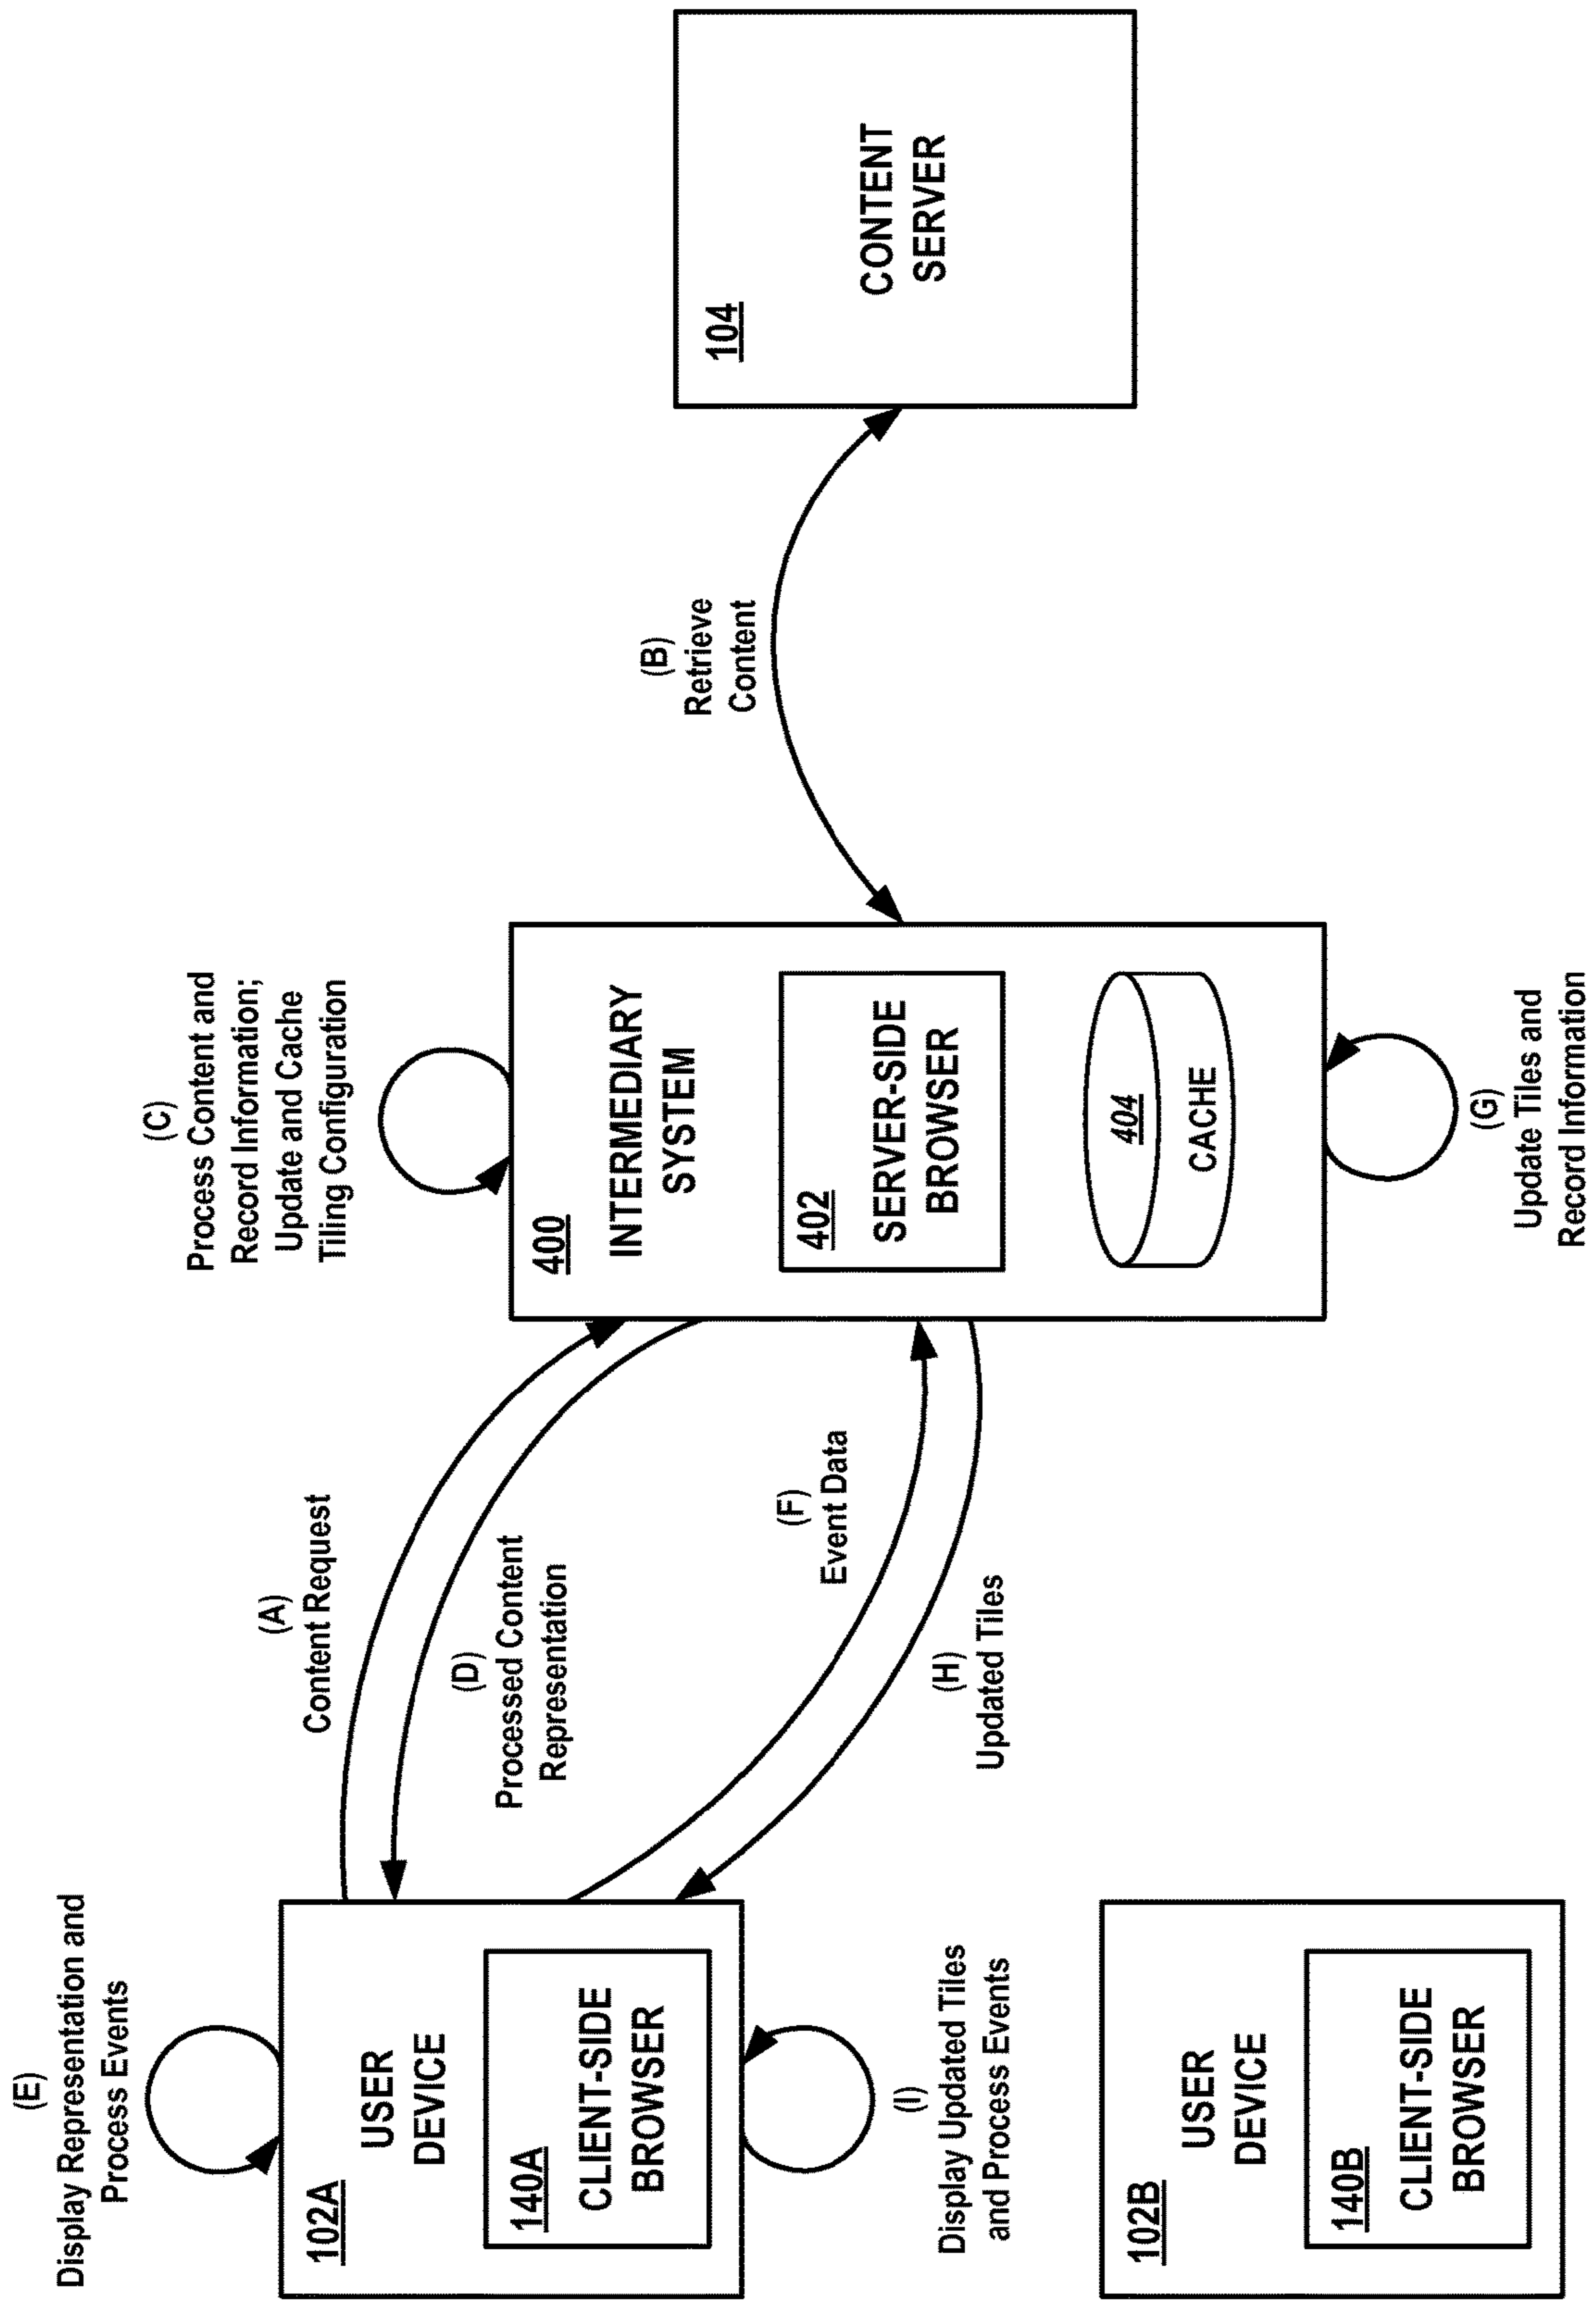 (E)
Display Representation and
Process Events
102A
USER
DEVICE
140A
CLIENT-SIDE
BROWSER
(I)
Display Updated Tiles
and Process Events
102B
USER
DEVICE
140B
CLIENT-SIDE
BROWSER
(A)
Content Request
(D)
Processed Content
Representation
(F)
Event Data
(H)
Updated Tiles
(C)
Process Content and
Record Information;
Update and Cache
Tiling Configuration
400
INTERMEDIARY
SYSTEM
402
SERVER-SIDE
BROWSER
404
CACHE
(G)
Update Tiles and
Record Information
(B)
Retrieve
Content
104
CONTENT
SERVER